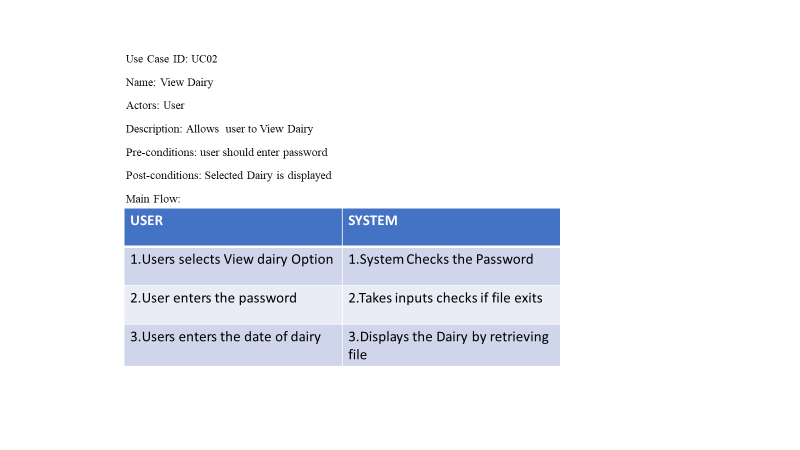 Use Case ID: UC02
Name: View Dairy
Actors: User
Description: Allows  user to View Dairy
Pre-conditions: user should enter password
Post-conditions: Selected Dairy is displayed
Main Flow:
USER SYSTEM
1.Users selects View dairy Option 1.System Checks the Password
2.User enters the password 2.Takes inputs checks if file exits
3.Users enters the date of dairy 3.Displays the Dairy by retrieving
file